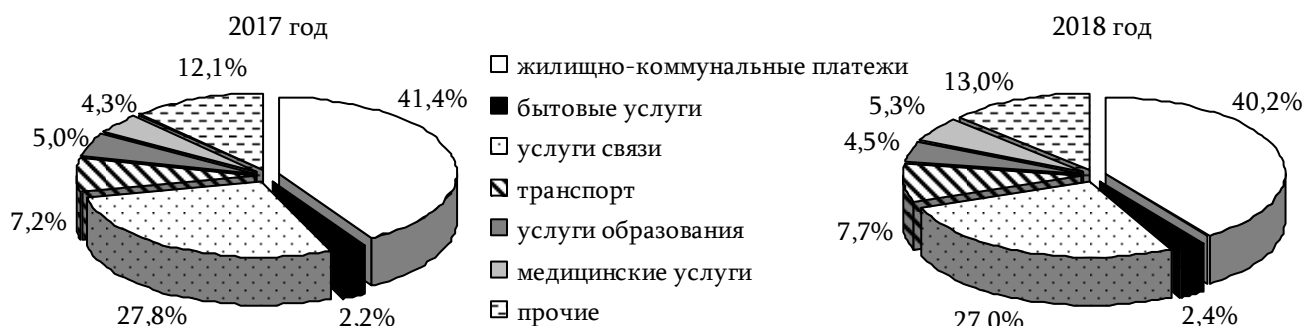 2017 год
12,1%
4,3%
5,0%
7,2%
27,8%
2,2%
41,4%
жилищно-коммунальные платежи
бытовые услуги
услуги связи
транспорт
услуги образования
медицинские услуги
прочие
2018 год
13,0%
5,3%
4,5%
7,7%
27,0%
2,4%
40,2%